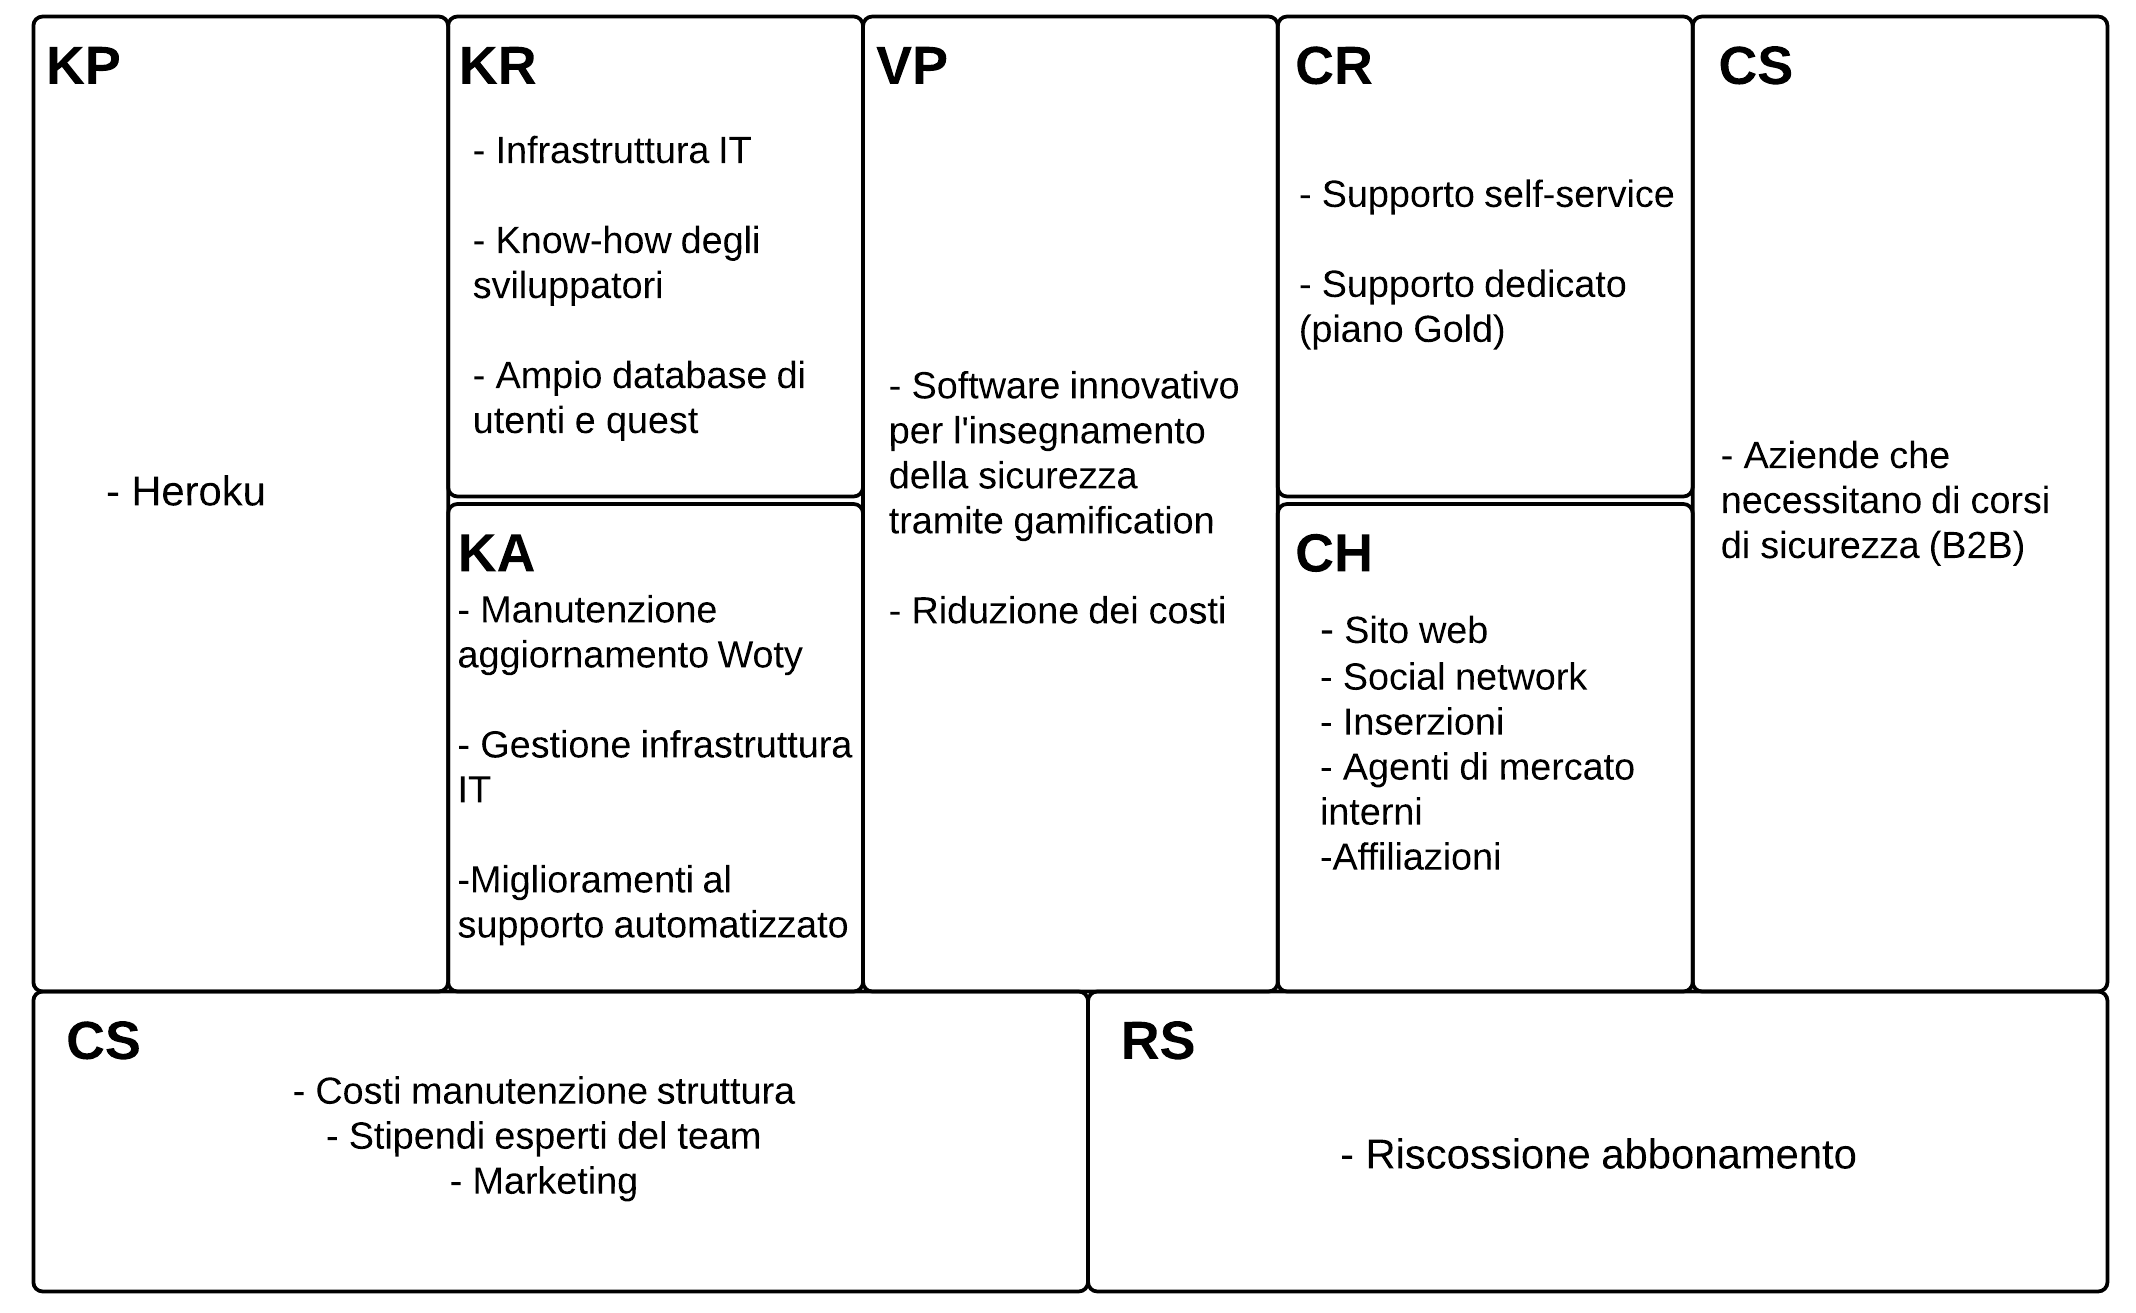 KP
- Heroku
KR
- Infrastruttura IT
- Know-how degli
sviluppatori
- Ampio database di
utenti e quest
KA
- Manutenzione
aggiornamento Woty
- Gestione infrastruttura
IT
-Miglioramenti al
supporto automatizzato
VP
- Software innovativo
per l'insegnamento
della sicurezza
tramite gamification
- Riduzione dei costi
CR
- Supporto self-service
- Supporto dedicato
(piano Gold)
CH
- Sito web
- Social network
- Inserzioni
- Agenti di mercato
interni
-Affiliazioni
CS
- Aziende che
necessitano di corsi
di sicurezza (B2B)
CS
- Costi manutenzione struttura
- Stipendi esperti del team
- Marketing
RS
- Riscossione abbonamento